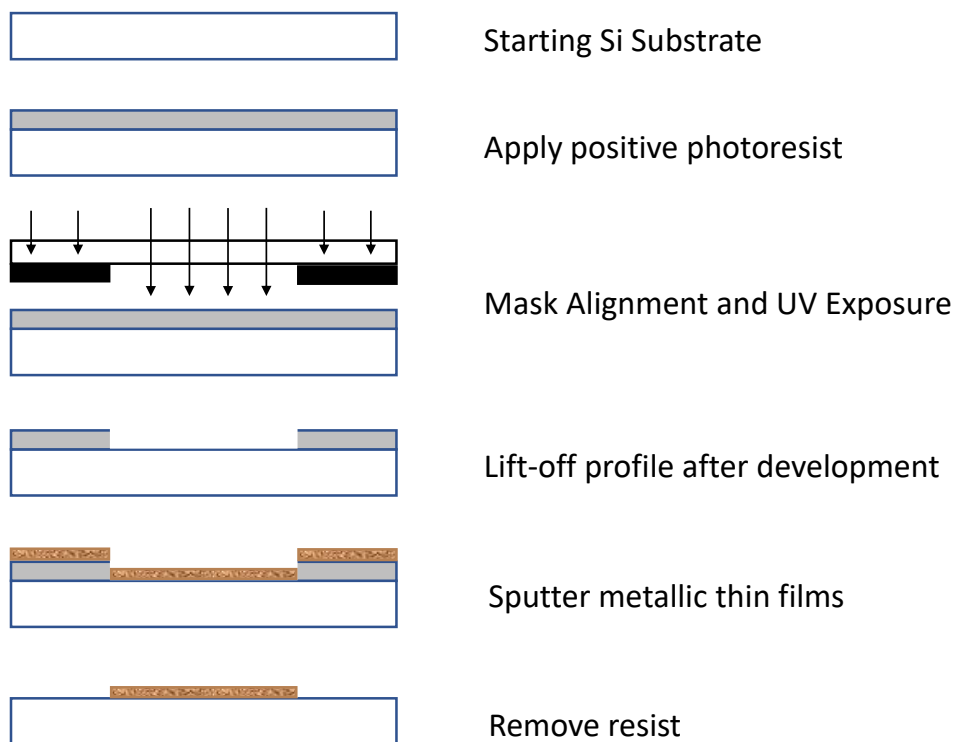 Starting Si Substrate
Apply positive photoresist
Mask Alignment and UV Exposure
Lift-off profile after development
Sputter metallic thin films
Remove resist